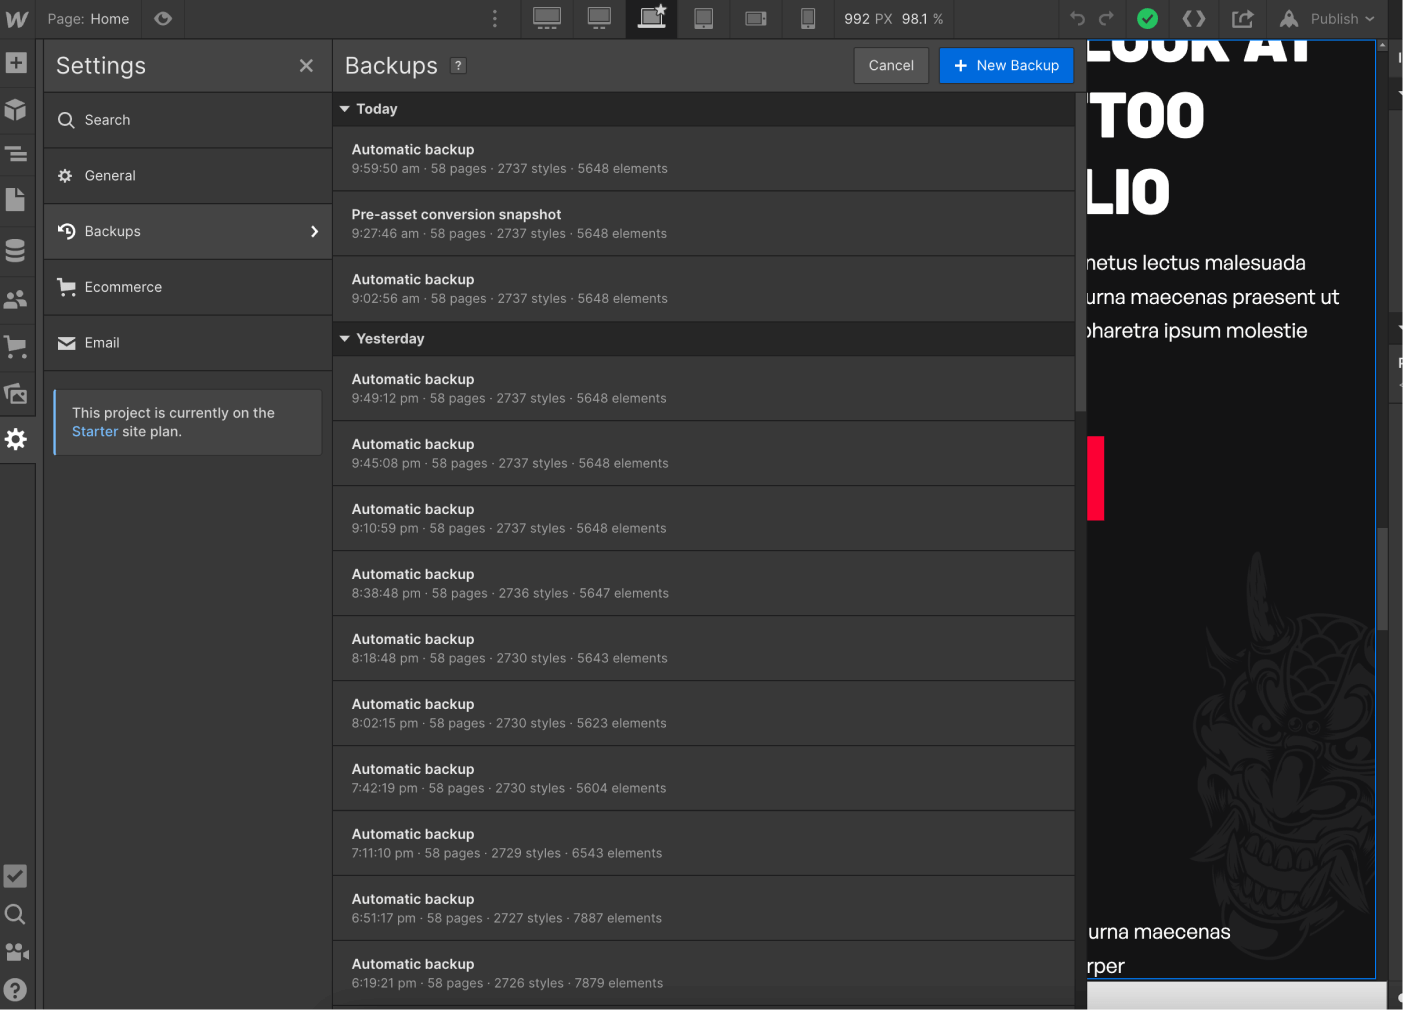 Page: Home
992 PX 98.1 %
Publish
Settings
Search
General
Backups
Ecommerce
Email
This project is currently on the
Starter site plan.
Backups ?
Cancel
+ New Backup
Today
Automatic backup
9:59:50 am · 58 pages · 2737 styles · 5648 elements
Pre-asset conversion snapshot
9:27:46 am · 58 pages · 2737 styles · 5648 elements
Automatic backup
9:02:56 am · 58 pages · 2737 styles · 5648 elements
Yesterday
Automatic backup
9:49:12 pm · 58 pages · 2737 styles · 5648 elements
Automatic backup
9:45:08 pm · 58 pages · 2737 styles · 5648 elements
Automatic backup
9:10:59 pm · 58 pages · 2737 styles · 5648 elements
Automatic backup
8:38:48 pm · 58 pages · 2736 styles · 5647 elements
Automatic backup
8:18:48 pm · 58 pages · 2730 styles · 5643 elements
Automatic backup
8:02:15 pm · 58 pages · 2730 styles · 5623 elements
Automatic backup
7:42:19 pm · 58 pages · 2730 styles · 5604 elements
Automatic backup
7:11:10 pm · 58 pages · 2729 styles · 6543 elements
Automatic backup
6:51:17 pm · 58 pages · 2727 styles · 7887 elements
Automatic backup
6:19:21 pm · 58 pages · 2726 styles · 7879 elements
LOOK AT
TOO
LIO
netus lectus malesuada
urna maecenas praesent ut
pharetra ipsum molestie
urna maecenas
rper